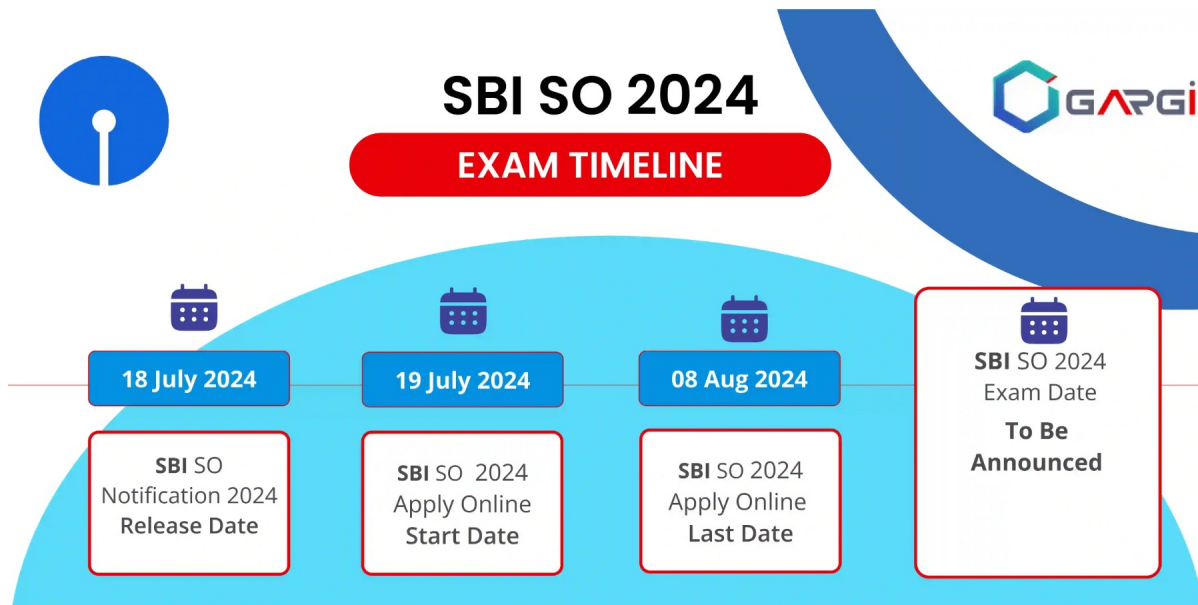 SBI SO 2024
GARGI
EXAM TIMELINE
18 July 2024
SBI SO
Notification 2024
Release Date
19 July 2024
SBI SO 2024
Apply Online
Start Date
08 Aug 2024
SBI SO 2024
Apply Online
Last Date
SBI SO 2024
Exam Date
To Be
Announced